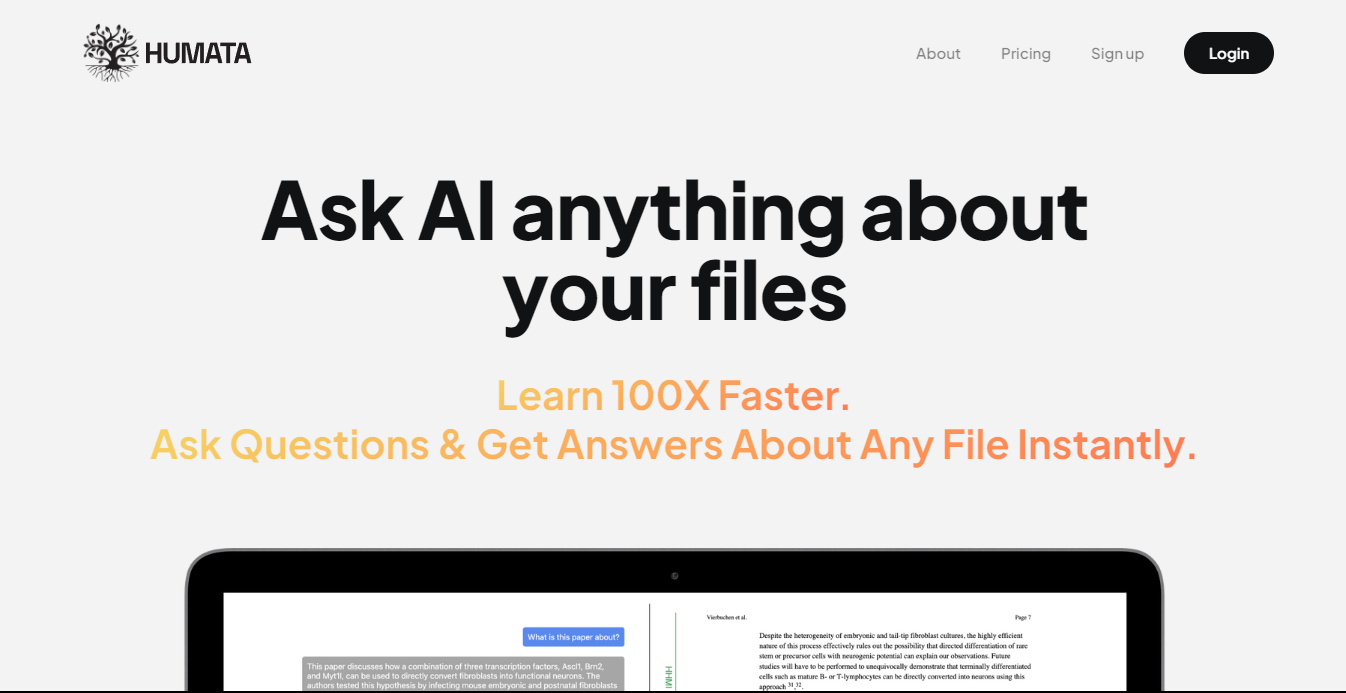 HUMATA
About
Pricing
Sign up
Login
Ask AI anything about
your files
Learn 100X Faster.
Ask Questions & Get Answers About Any File Instantly.
What is this paper about?
This paper discusses how a combination of three transcription factors, Ascl1, Brn2,
and Myt1l, can be used to directly convert fibroblasts into functional neurons. The
authors tested this hypothesis by infecting mouse embryonic and postnatal fibroblasts
HHMI
Vierbuchen et al.
Page 7
Despite the heterogeneity of embryonic and tail-tip fibroblast cultures, the highly efficient
nature of this process effectively rules out the possibility that directed differentiation of rare
stem or precursor cells with neurogenic potential can explain our observations. Future
studies will have to be performed to unequivocally demonstrate that terminally differentiated
cells such as mature B- or T-lymphocytes can be directly converted into neurons using this
approach 31,32.